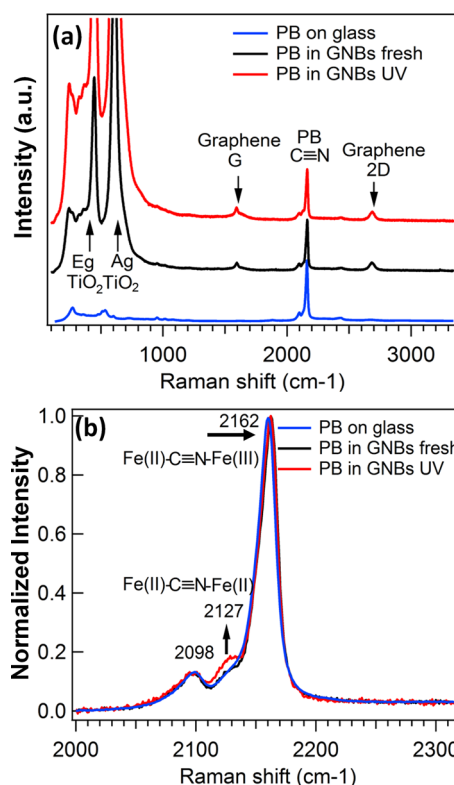 (a)
PB on glass
PB in GNBs fresh
PB in GNBs UV
Intensity (a.u.)
Graphene
G
PB
C≡N
Graphene
2D
Eg
TiO2
Ag
TiO2
1000
2000
3000
Raman shift (cm-1)
(b)
2162
PB on glass
PB in GNBs fresh
PB in GNBs UV
Fe(II)-C≡N-Fe(III)
Fe(II)-C≡N-Fe(II)
2127
2098
Normalized Intensity
1.0
0.8
0.6
0.4
0.2
0.0
2000
2100
2200
2300
Raman shift (cm-1)